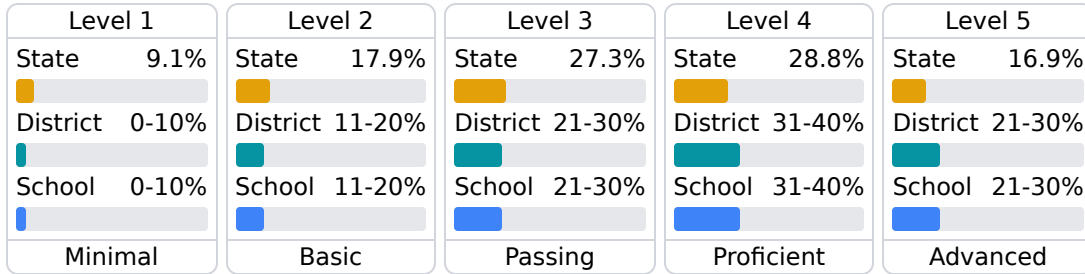 Level 1
State 9.1%
District 0-10%
School 0-10%
Minimal
Level 2
State 17.9%
District 11-20%
School 11-20%
Basic
Level 3
State 27.3%
District 21-30%
School 21-30%
Passing
Level 4
State 28.8%
District 31-40%
School 31-40%
Proficient
Level 5
State 16.9%
District 21-30%
School 21-30%
Advanced